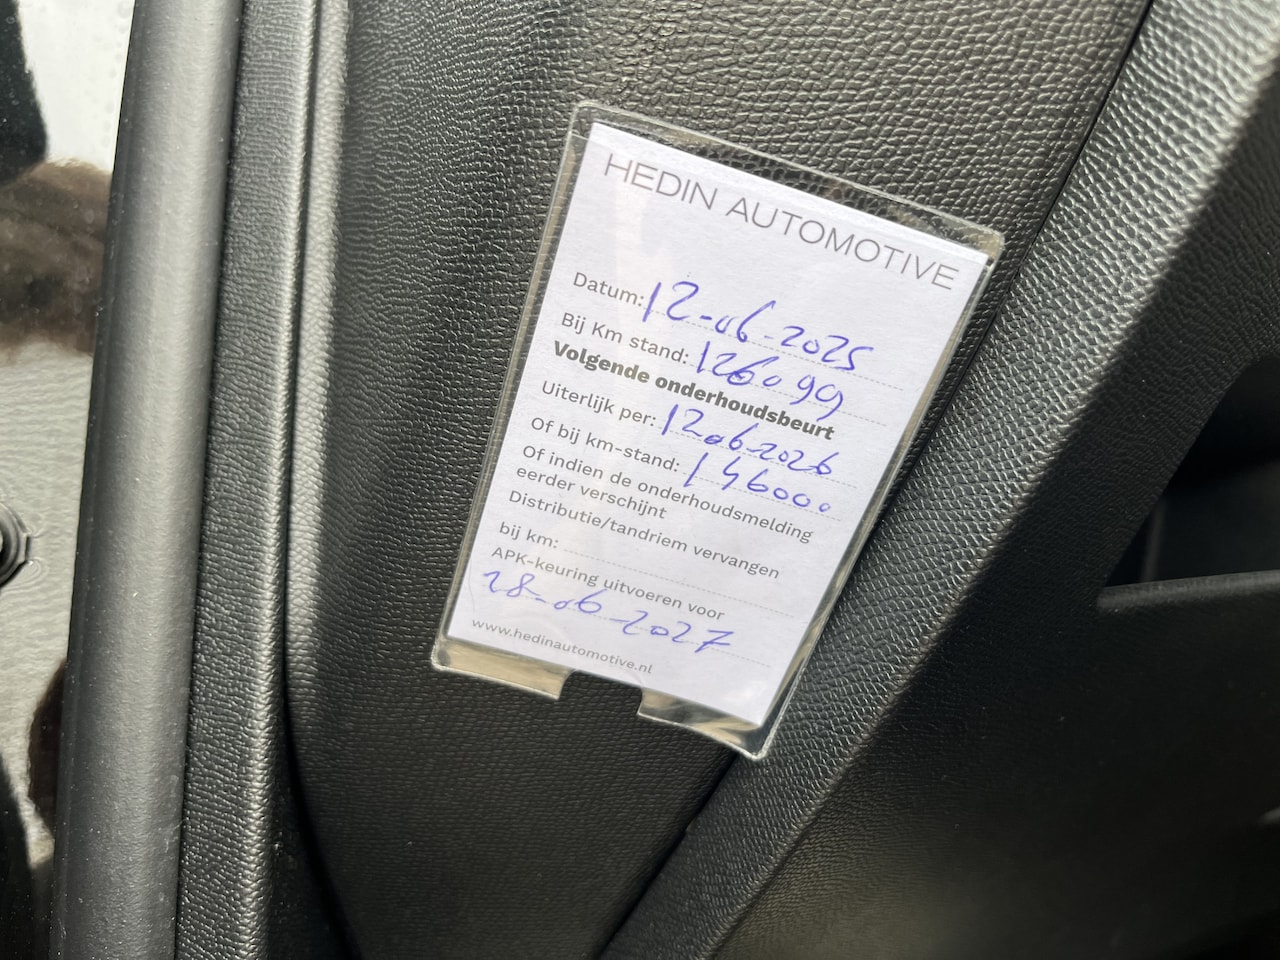 HEDIN AUTOMOTIVE
Datum: 12-06-2025
Bij Km stand: 126099
Volgende onderhoudsbeurt
Uiterlijk per: 12-06-2026
Of bij km-stand: 146000
Of indien de onderhoudsmelding
eerder verschijnt
Distributie/tandriem vervangen
bij km:
APK-keuring uitvoeren voor
28-06-2027
www.hedinautomotive.nl